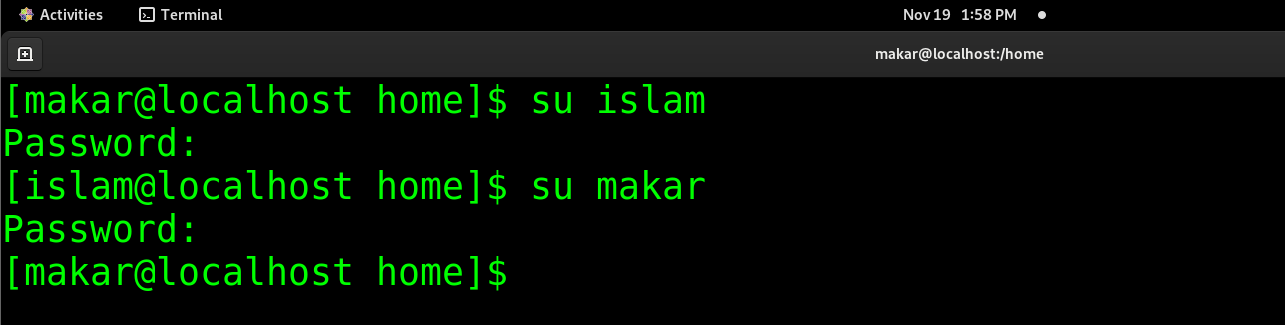 Activities Terminal Nov 19 1:58 PM
makar@localhost:/home
[makar@localhost home]$ su islam
Password:
[islam@localhost home]$ su makar
Password:
[makar@localhost home]$